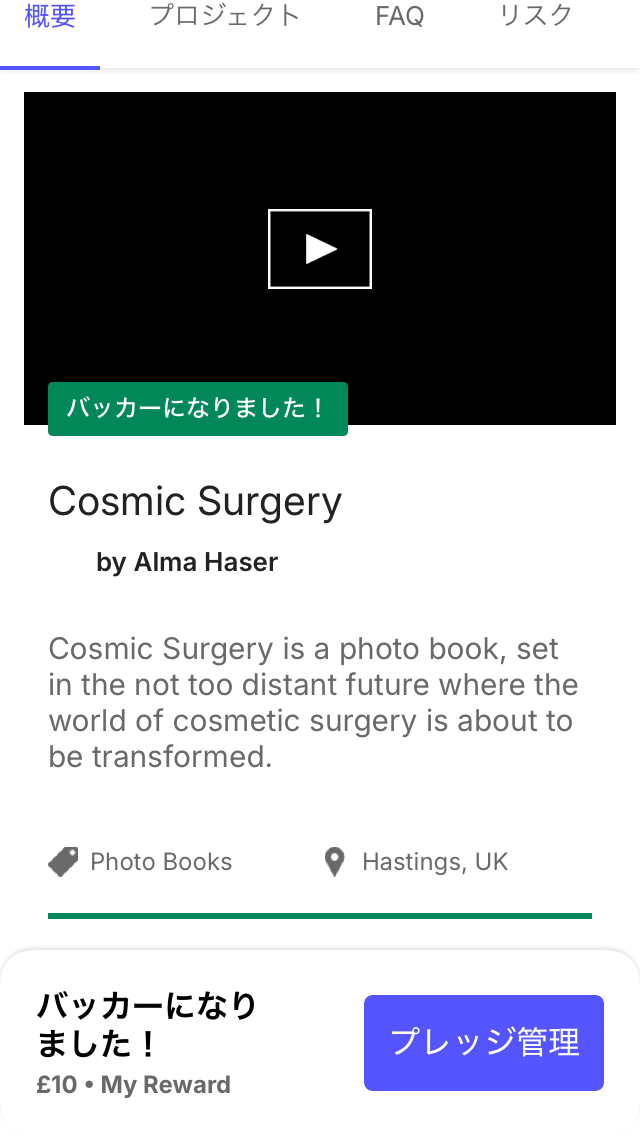 概要 プロジェクト FAQ リスク
バッカーになりました！
Cosmic Surgery
by Alma Haser
Cosmic Surgery is a photo book, set
in the not too distant future where the
world of cosmetic surgery is about to
be transformed.
Photo Books Hastings, UK
バッカーになり
ました！
£10 • My Reward
プレッジ管理